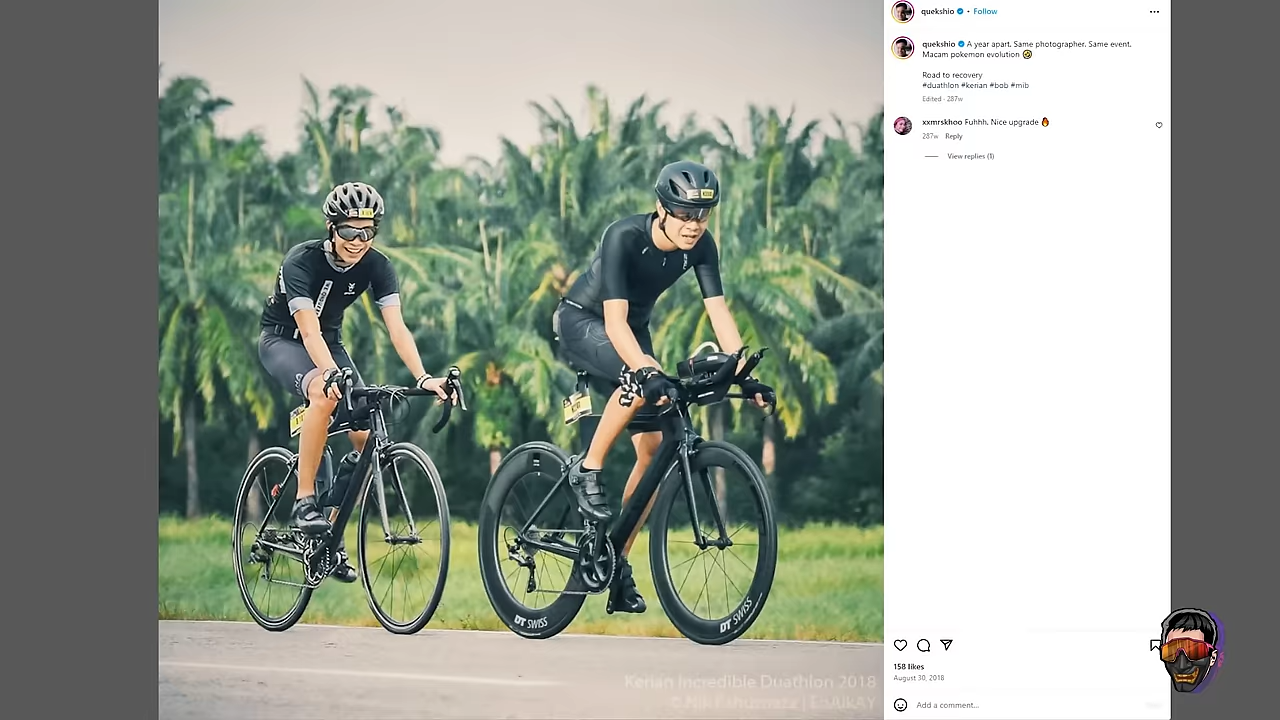 quekshio • Follow
quekshio A year apart. Same photographer. Same event.
Macam pokemon evolution 🤣
Road to recovery
#duathlon #kerian #bob #mib
Edited · 287w
xxmrskhoo Fuhhh. Nice upgrade 🔥
287w Reply
View replies (1)
DT SWISS
DT SWISS
Kerian Incredible Duathlon 2018
158 likes
August 30, 2018
Add a comment...